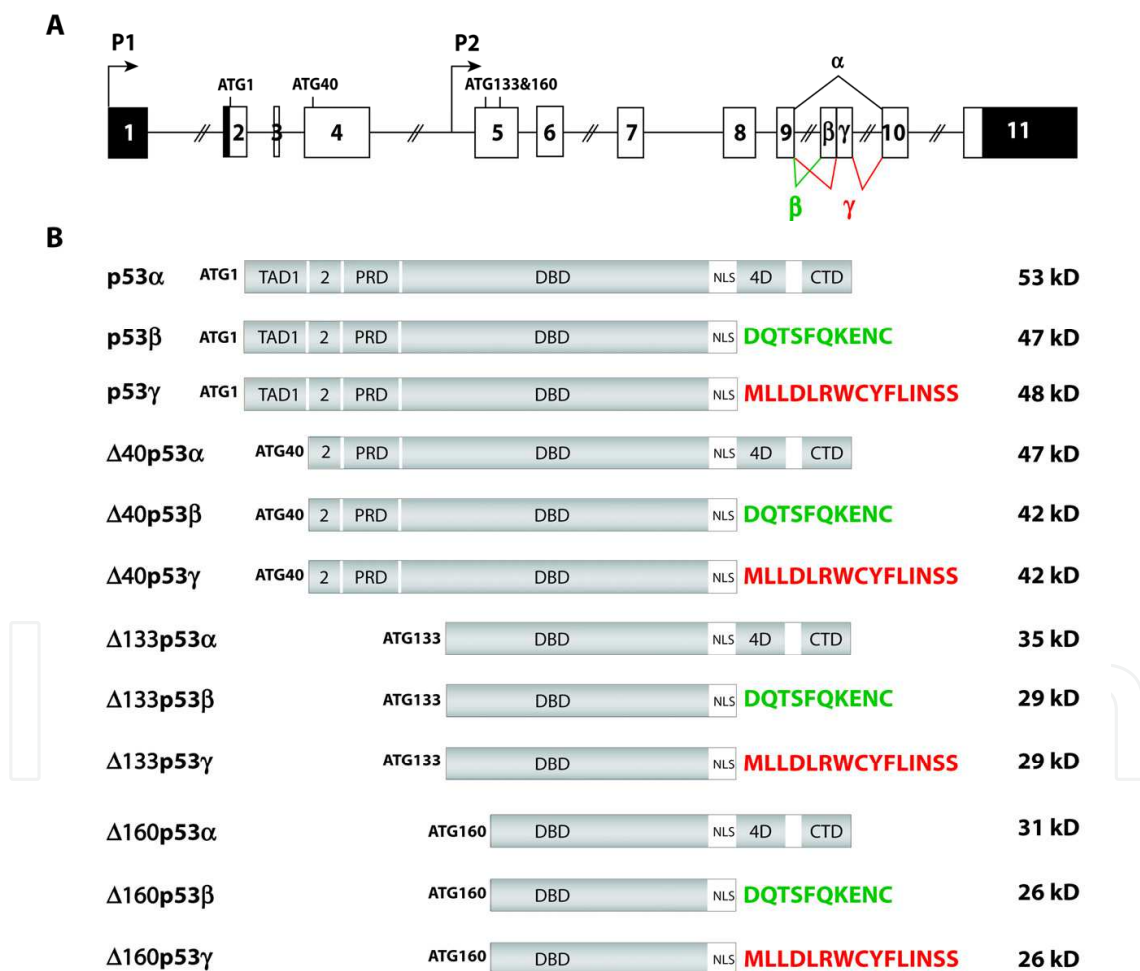 A
P1
P2
α
ATG1
ATG40
ATG133&160
1 2 3 4 5 6 7 8 9 β γ 10 11
β
γ
B
p53α ATG1 TAD1 2 PRD DBD NLS 4D CTD 53 kD
p53β ATG1 TAD1 2 PRD DBD NLS DQTSFQKENC 47 kD
p53γ ATG1 TAD1 2 PRD DBD NLS MLLDLRWCYFLINSS 48 kD
Δ40p53α ATG40 2 PRD DBD NLS 4D CTD 47 kD
Δ40p53β ATG40 2 PRD DBD NLS DQTSFQKENC 42 kD
Δ40p53γ ATG40 2 PRD DBD NLS MLLDLRWCYFLINSS 42 kD
Δ133p53α ATG133 DBD NLS 4D CTD 35 kD
Δ133p53β ATG133 DBD NLS DQTSFQKENC 29 kD
Δ133p53γ ATG133 DBD NLS MLLDLRWCYFLINSS 29 kD
Δ160p53α ATG160 DBD NLS 4D CTD 31 kD
Δ160p53β ATG160 DBD NLS DQTSFQKENC 26 kD
Δ160p53γ ATG160 DBD NLS MLLDLRWCYFLINSS 26 kD